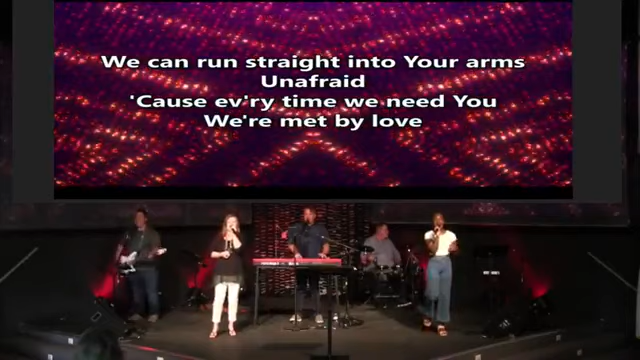 We can run straight into Your arms
Unafraid
'Cause ev'ry time we need You
We're met by love